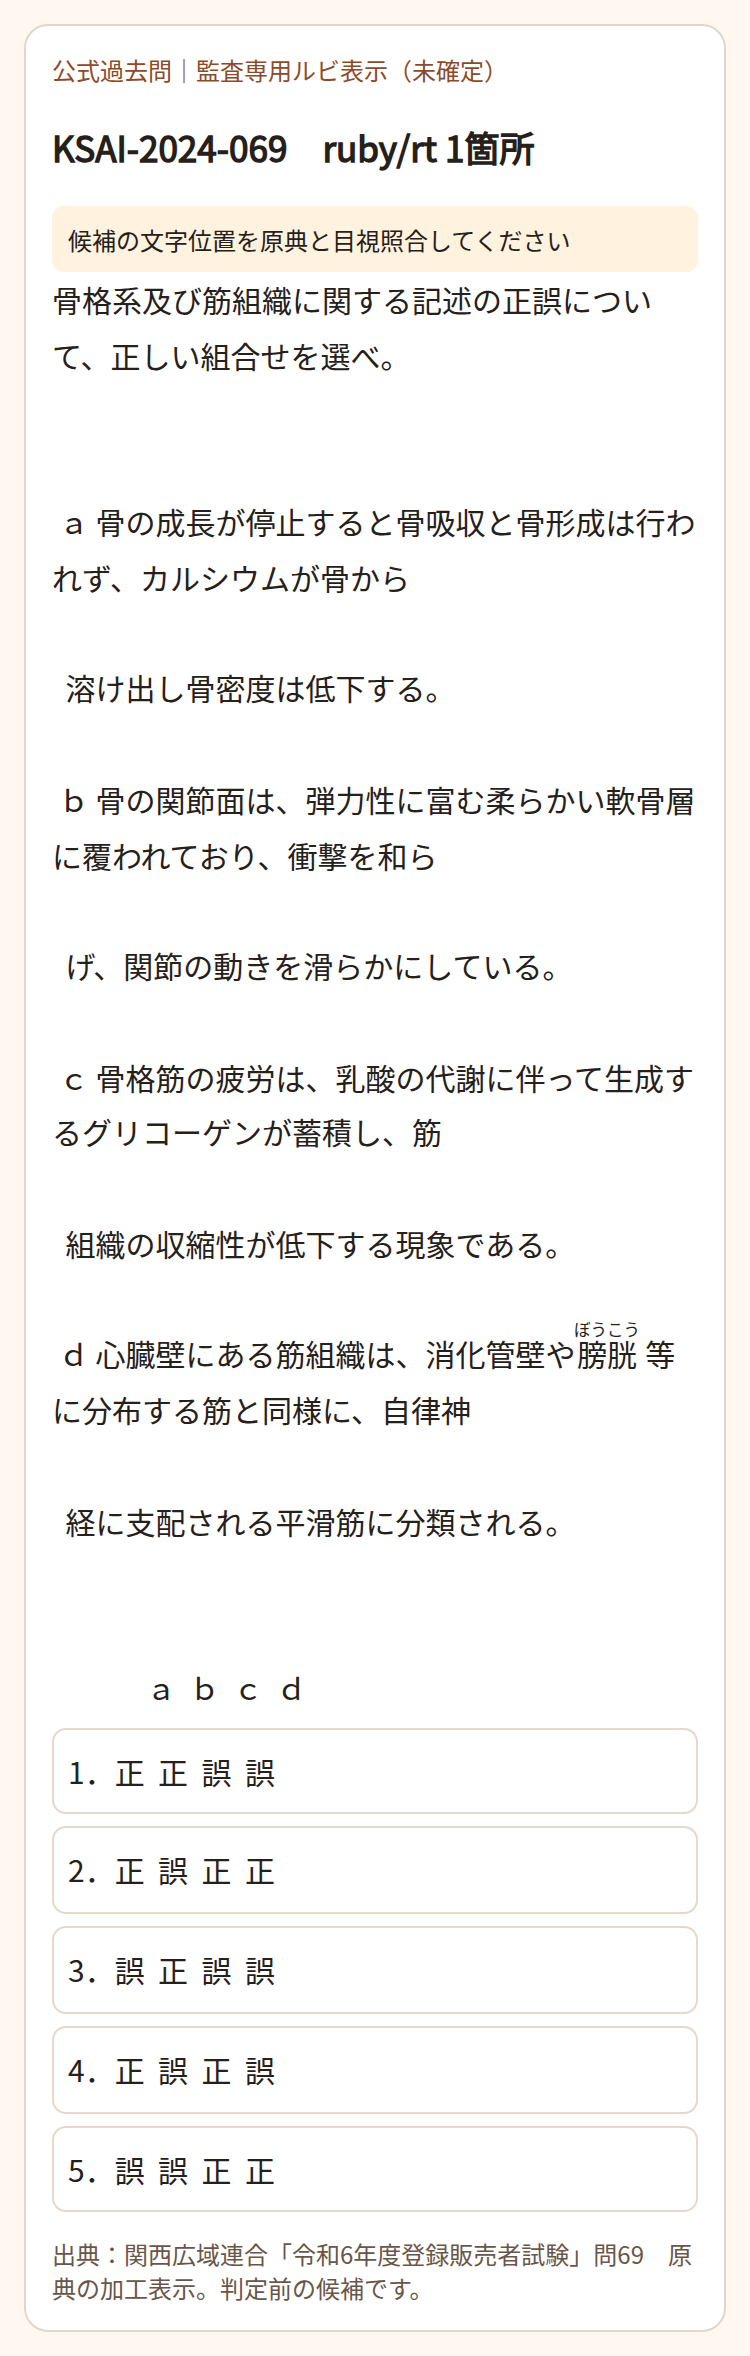 公式過去問｜監査専用ルビ表示（未確定）
KSAI-2024-069　ruby/rt 1箇所
候補の文字位置を原典と目視照合してください
骨格系及び筋組織に関する記述の正誤につい
て、正しい組合せを選べ。
ａ 骨の成長が停止すると骨吸収と骨形成は行わ
れず、カルシウムが骨から
溶け出し骨密度は低下する。
ｂ 骨の関節面は、弾力性に富む柔らかい軟骨層
に覆われており、衝撃を和ら
げ、関節の動きを滑らかにしている。
ｃ 骨格筋の疲労は、乳酸の代謝に伴って生成す
るグリコーゲンが蓄積し、筋
組織の収縮性が低下する現象である。
ぼうこう
ｄ 心臓壁にある筋組織は、消化管壁や膀胱 等
に分布する筋と同様に、自律神
経に支配される平滑筋に分類される。
ａ ｂ ｃ ｄ
1．正 正 誤 誤
2．正 誤 正 正
3．誤 正 誤 誤
4．正 誤 正 誤
5．誤 誤 正 正
出典：関西広域連合「令和6年度登録販売者試験」問69　原
典の加工表示。判定前の候補です。